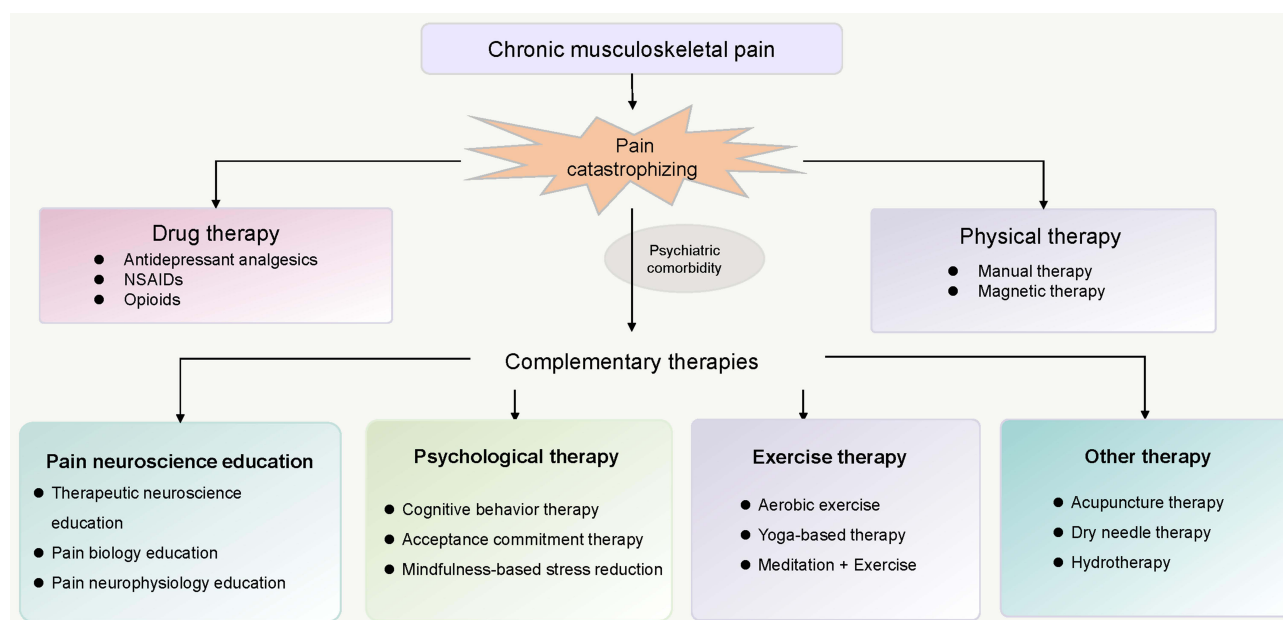 Chronic musculoskeletal pain
Pain
catastrophizing
Drug therapy
● Antidepressant analgesics
● NSAIDs
● Opioids
Psychiatric
comorbidity
Physical therapy
● Manual therapy
● Magnetic therapy
Complementary therapies
Pain neuroscience education
● Therapeutic neuroscience
education
● Pain biology education
● Pain neurophysiology education
Psychological therapy
● Cognitive behavior therapy
● Acceptance commitment therapy
● Mindfulness-based stress reduction
Exercise therapy
● Aerobic exercise
● Yoga-based therapy
● Meditation + Exercise
Other therapy
● Acupuncture therapy
● Dry needle therapy
● Hydrotherapy